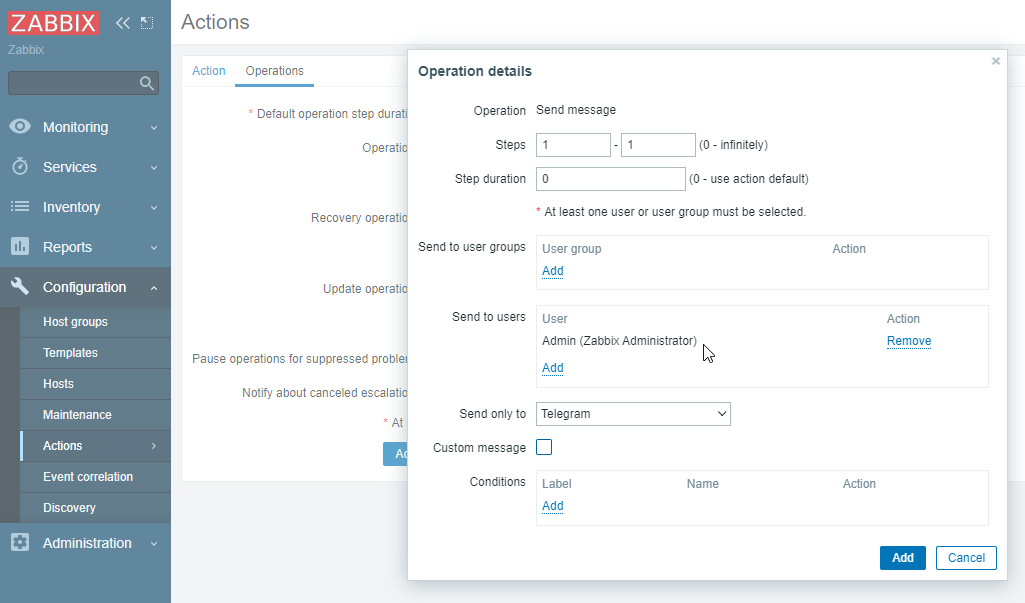 ZABBIX
Zabbix
Monitoring
Services
Inventory
Reports
Configuration
Host groups
Templates
Hosts
Maintenance
Actions
Event correlation
Discovery
Administration
Actions
Action Operations
* Default operation step durati
Operatio
Recovery operatio
Update operatio
Pause operations for suppressed probler
Notify about canceled escalatio
* At
Ad
Operation details
Operation Send message
Steps 1 - 1 (0 - infinitely)
Step duration 0 (0 - use action default)
* At least one user or user group must be selected.
Send to user groups User group Action
Add
Send to users User Action
Admin (Zabbix Administrator) Remove
Add
Send only to Telegram
Custom message
Conditions Label Name Action
Add
Add Cancel